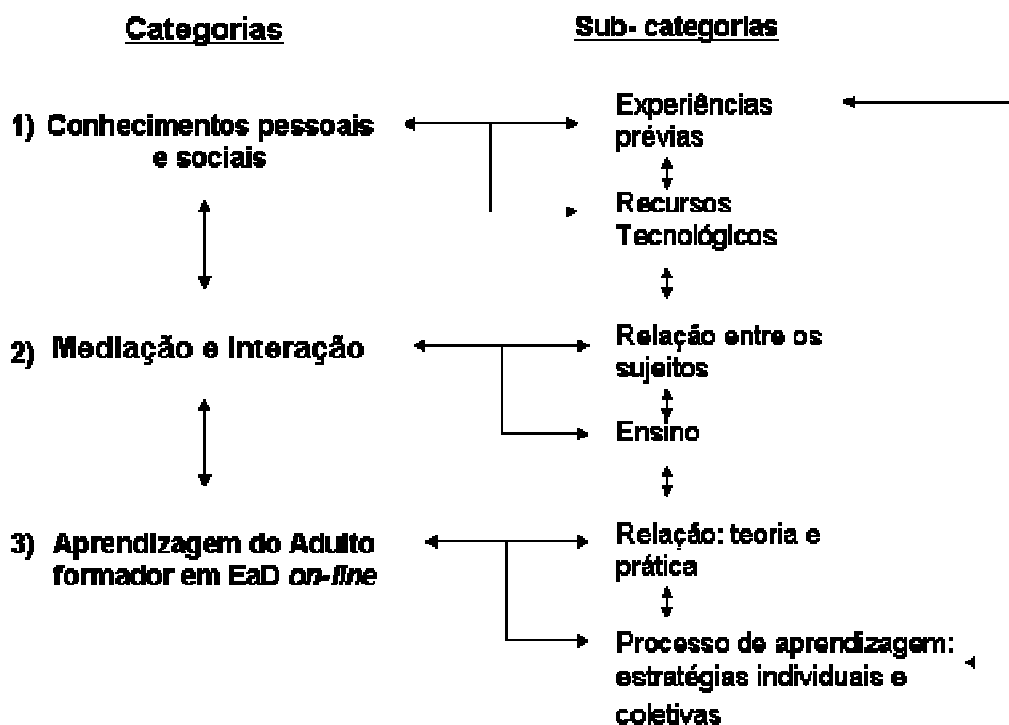 Categorias
Sub- categorias
1) Conhecimentos pessoais
e sociais
Experiências
prévias
Recursos
Tecnológicos
2) Mediação e Interação
Relação entre os
sujeitos
Ensino
3) Aprendizagem do Adulto
formador em EaD on-line
Relação: teoria e
prática
Processo de aprendizagem:
estratégias individuais e
coletivas